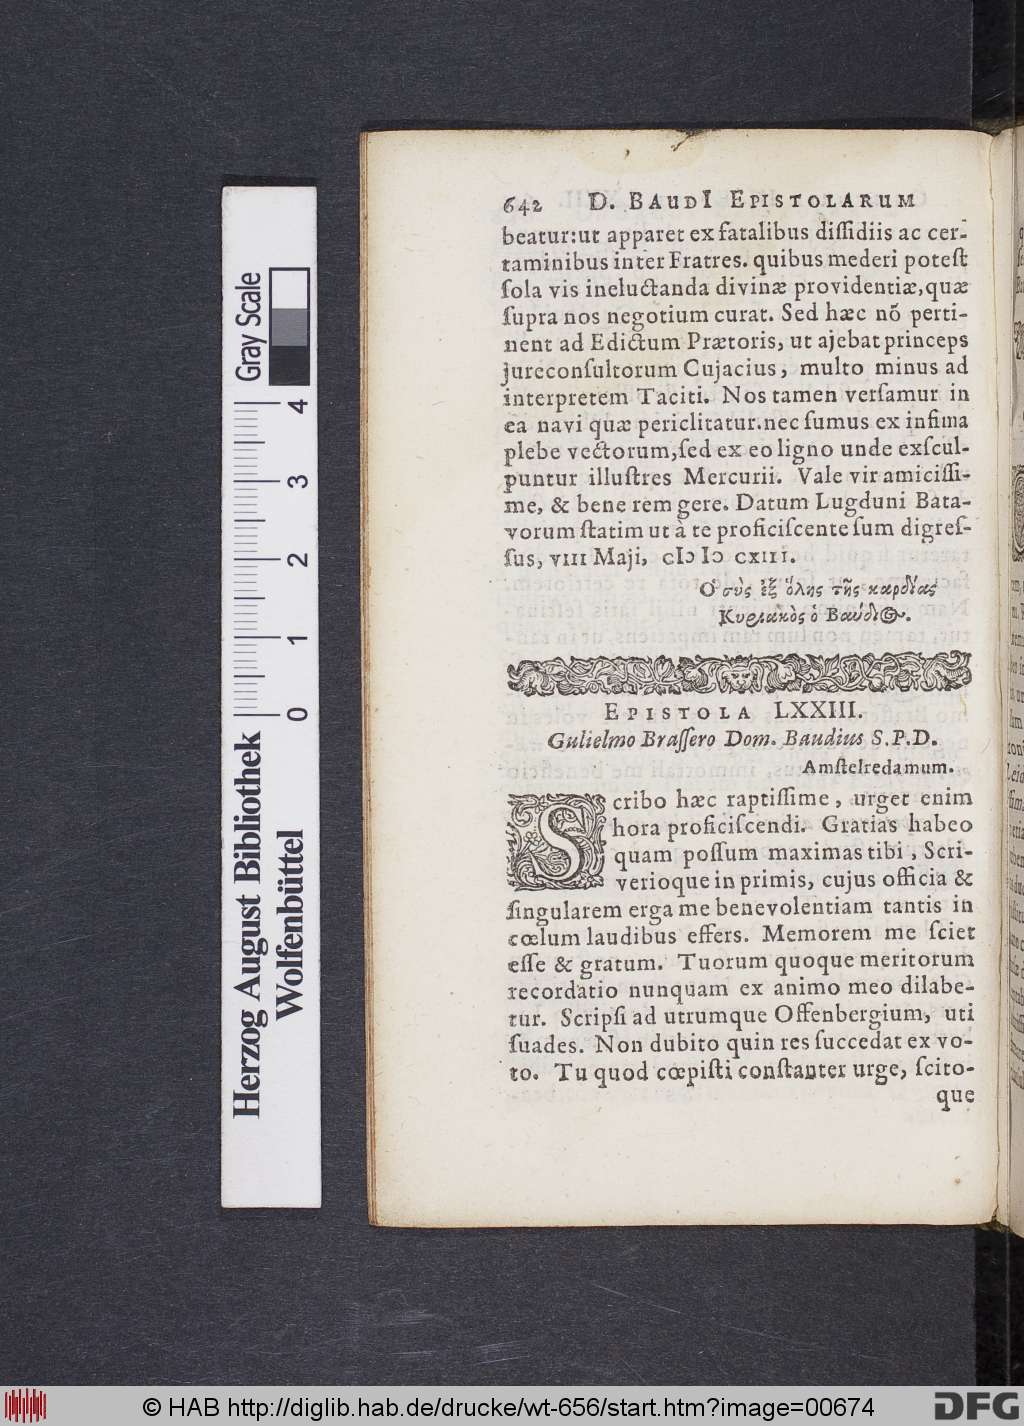 642 D. BAUDI EPISTOLARUM
beatur: ut apparet ex fatalibus diſſidiis ac cer-
taminibus inter Fratres. quibus mederi poteſt
ſola vis ineluctanda divinæ providentiæ, quæ
ſupra nos negotium curat. Sed hæc nō perti-
nent ad Edictum Prætoris, ut ajebat princeps
jureconſultorum Cujacius, multo minus ad
interpretem Taciti. Nos tamen verſamur in
ea navi quæ periclitatur. nec ſumus ex infima
plebe vectorum, ſed ex eo ligno unde exſcul-
puntur illuſtres Mercurii. Vale vir amiciſſi-
me, & bene rem gere. Datum Lugduni Bata-
vorum ſtatim ut à te proficiſcente ſum digreſ-
ſus, VIII Maji, CIↃ IↃ CXIII.
Ὁ σὺς ἐξ ὅλης τῆς καρδίας
Κυριακὸς ὁ Βαύδιος.
EPISTOLA LXXIII.
Gulielmo Braſſero Dom. Baudius S.P.D.
Amſtelredamum.
Scribo hæc raptiſſime, urget enim
hora proficiſcendi. Gratias habeo
quam poſſum maximas tibi, Scri-
verioque in primis, cujus officia &
ſingularem erga me benevolentiam tantis in
cœlum laudibus effers. Memorem me ſciet
eſſe & gratum. Tuorum quoque meritorum
recordatio nunquam ex animo meo dilabe-
tur. Scripſi ad utrumque Offenbergium, uti
ſuades. Non dubito quin res ſuccedat ex vo-
to. Tu quod cœpiſti conſtanter urge, ſcito-
que
Herzog August Bibliothek
Wolfenbüttel
0 1 2 3 4
Gray Scale
© HAB http://diglib.hab.de/drucke/wt-656/start.htm?image=00674
DFG